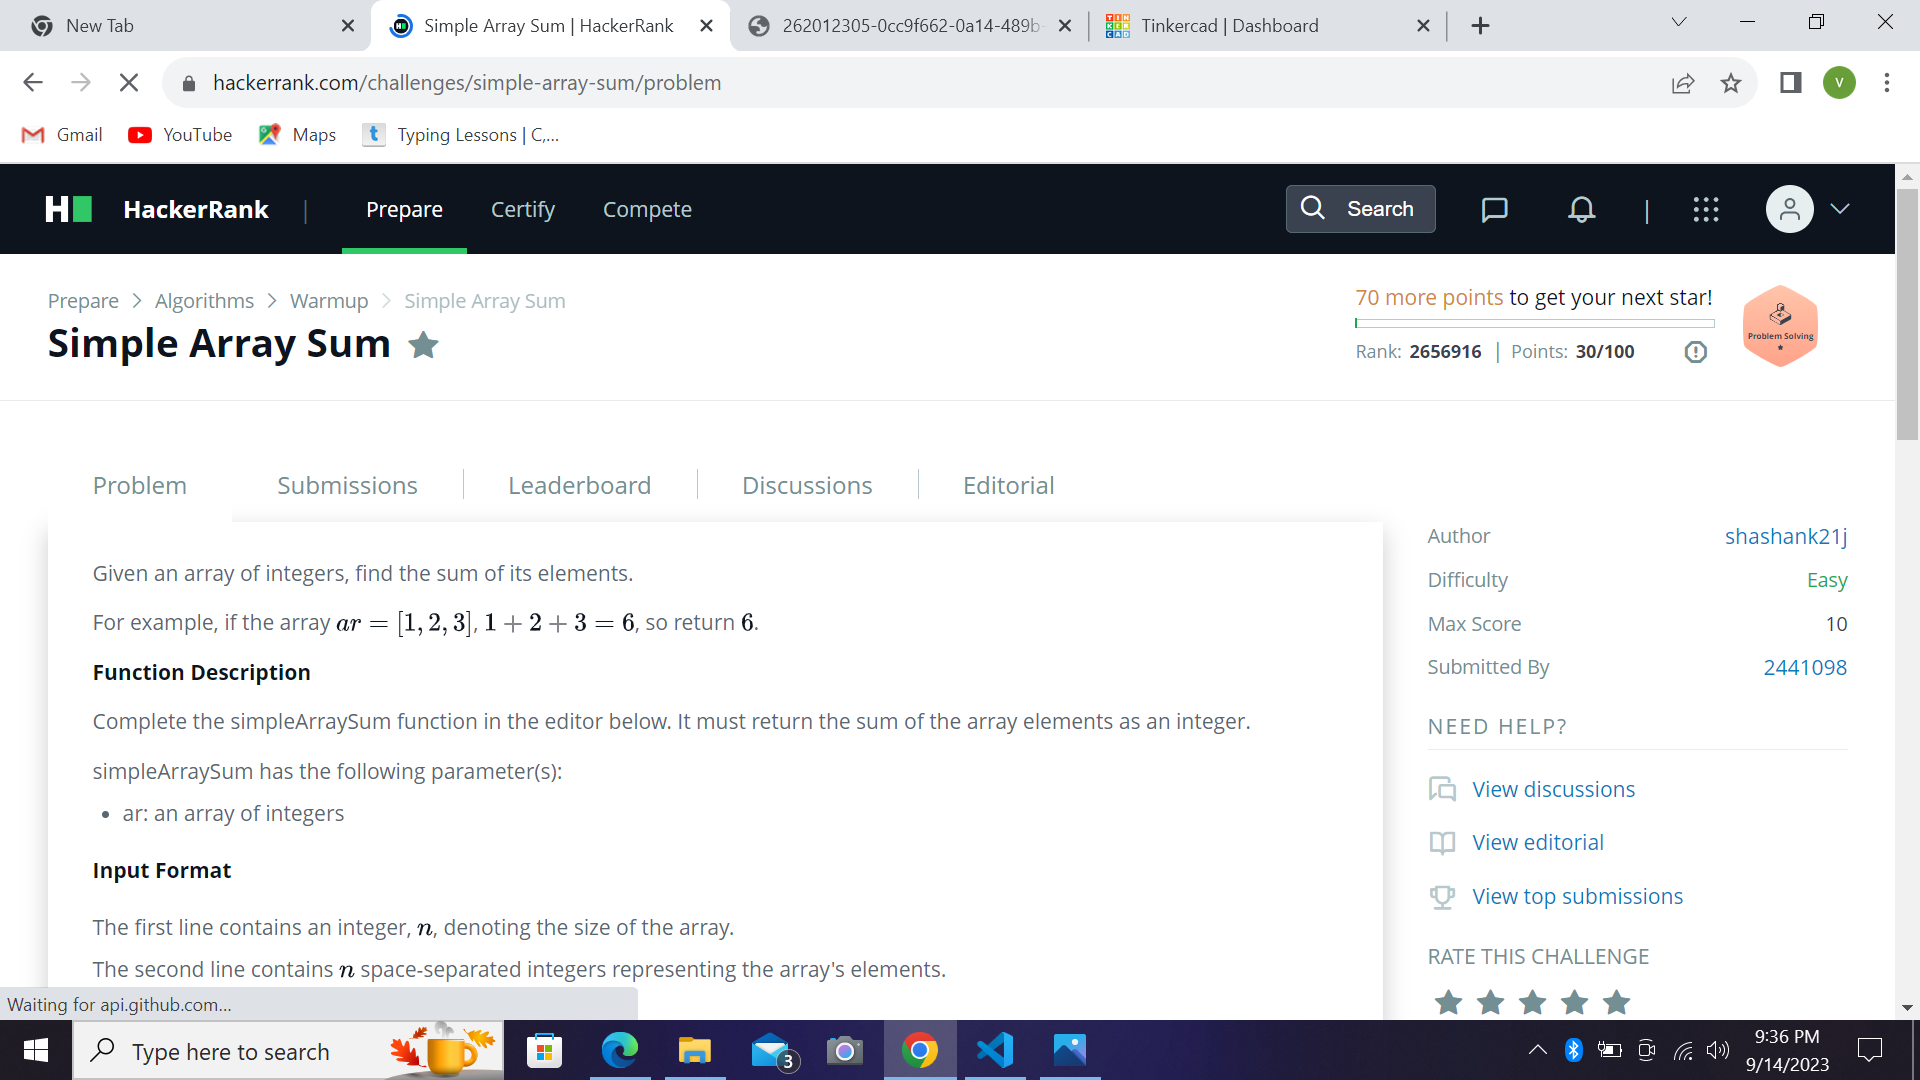 New Tab
Simple Array Sum | HackerRank
262012305-0cc9f662-0a14-489b-
Tinkercad | Dashboard
hackerrank.com/challenges/simple-array-sum/problem
V
Gmail
YouTube
Maps
t
Typing Lessons | C,...
H
HackerRank
|
Prepare
Certify
Compete
Search
|
Prepare > Algorithms > Warmup > Simple Array Sum
Simple Array Sum
70 more points to get your next star!
Rank: 2656916 | Points: 30/100
Problem Solving
Problem
Submissions
Leaderboard
Discussions
Editorial
Given an array of integers, find the sum of its elements.
For example, if the array ar = [1, 2, 3], 1 + 2 + 3 = 6, so return 6.
Function Description
Complete the simpleArraySum function in the editor below. It must return the sum of the array elements as an integer.
simpleArraySum has the following parameter(s):
• ar: an array of integers
Input Format
The first line contains an integer, n, denoting the size of the array.
The second line contains n space-separated integers representing the array's elements.
Author shashank21j
Difficulty Easy
Max Score 10
Submitted By 2441098
NEED HELP?
View discussions
View editorial
View top submissions
RATE THIS CHALLENGE
Waiting for api.github.com...
Type here to search
3
9:36 PM
9/14/2023